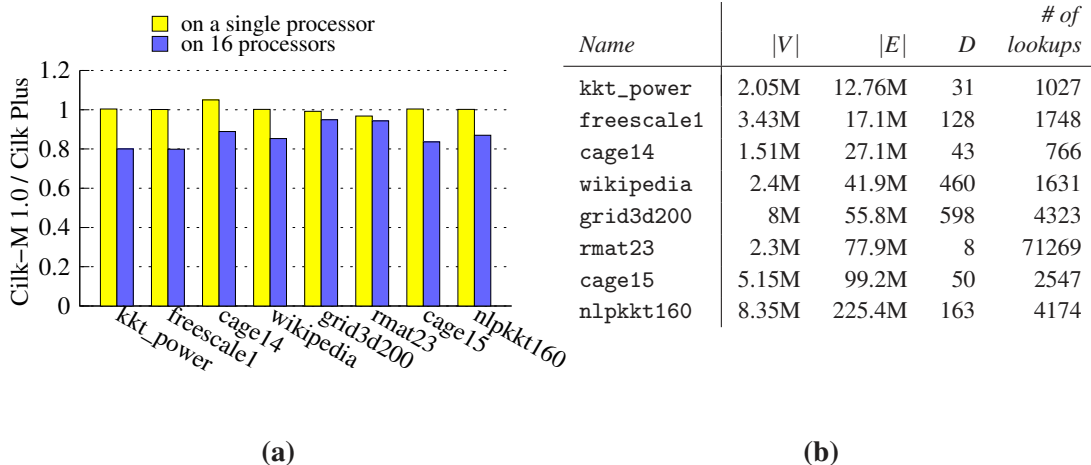 on a single processor
on 16 processors
Cilk–M 1.0 / Cilk Plus
1.2
1
0.8
0.6
0.4
0.2
0
kkt_power
freescale1
cage14
wikipedia
grid3d200
rmat23
cage15
nlpkkt160
(a)
# of
Name |V| |E| D lookups
kkt_power 2.05M 12.76M 31 1027
freescale1 3.43M 17.1M 128 1748
cage14 1.51M 27.1M 43 766
wikipedia 2.4M 41.9M 460 1631
grid3d200 8M 55.8M 598 4323
rmat23 2.3M 77.9M 8 71269
cage15 5.15M 99.2M 50 2547
nlpkkt160 8.35M 225.4M 163 4174
(b)